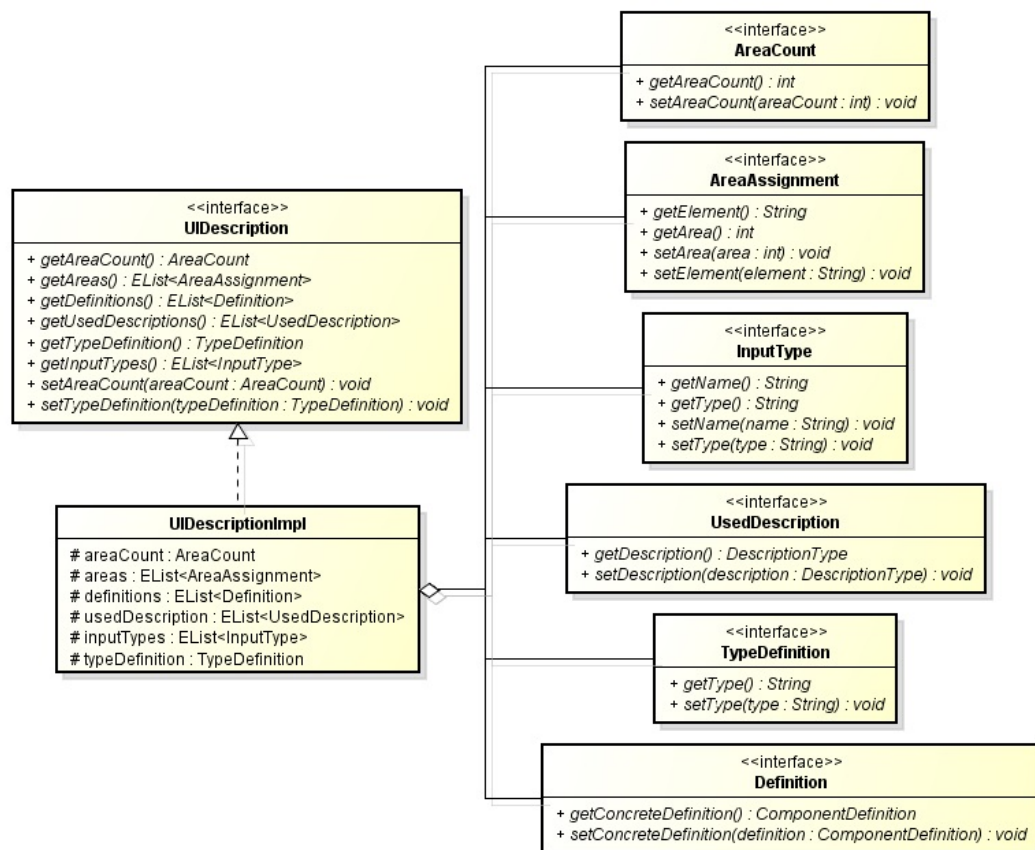 <<interface>>
AreaCount
+ getAreaCount() : int
+ setAreaCount(areaCount : int) : void
<<interface>>
AreaAssignment
+ getElement() : String
+ getArea() : int
+ setArea(area : int) : void
+ setElement(element : String) : void
<<interface>>
UIDescription
+ getAreaCount() : AreaCount
+ getAreas() : EList<AreaAssignment>
+ getDefinitions() : EList<Definition>
+ getUsedDescriptions() : EList<UsedDescription>
+ getTypeDefinition() : TypeDefinition
+ getInputTypes() : EList<InputType>
+ setAreaCount(areaCount : AreaCount) : void
+ setTypeDefinition(typeDefinition : TypeDefinition) : void
<<interface>>
InputType
+ getName() : String
+ getType() : String
+ setName(name : String) : void
+ setType(type : String) : void
UIDescriptionImpl
# areaCount : AreaCount
# areas : EList<AreaAssignment>
# definitions : EList<Definition>
# usedDescription : EList<UsedDescription>
# inputTypes : EList<InputType>
# typeDefinition : TypeDefinition
<<interface>>
UsedDescription
+ getDescription() : DescriptionType
+ setDescription(description : DescriptionType) : void
<<interface>>
TypeDefinition
+ getType() : String
+ setType(type : String) : void
<<interface>>
Definition
+ getConcreteDefinition() : ComponentDefinition
+ setConcreteDefinition(definition : ComponentDefinition) : void